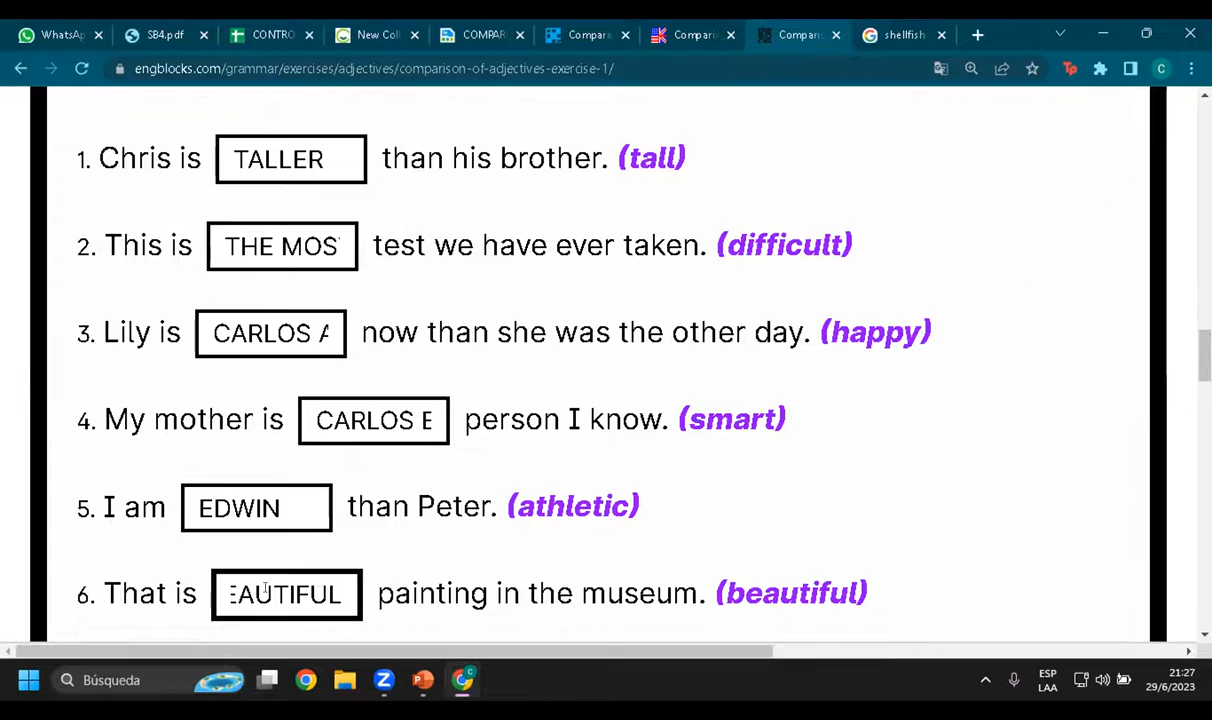 WhatsAp
SB4.pdf
CONTRO
New Coll
COMPAR
Compara
Comparis
Comparis
shellfish
engblocks.com/grammar/exercises/adjectives/comparison-of-adjectives-exercise-1/
Tp
C
1. Chris is TALLER than his brother. (tall)
2. This is THE MOS test we have ever taken. (difficult)
3. Lily is CARLOS A now than she was the other day. (happy)
4. My mother is CARLOS E person I know. (smart)
5. I am EDWIN than Peter. (athletic)
6. That is EAUTIFUL painting in the museum. (beautiful)
Búsqueda
ESP
LAA
21:27
29/6/2023